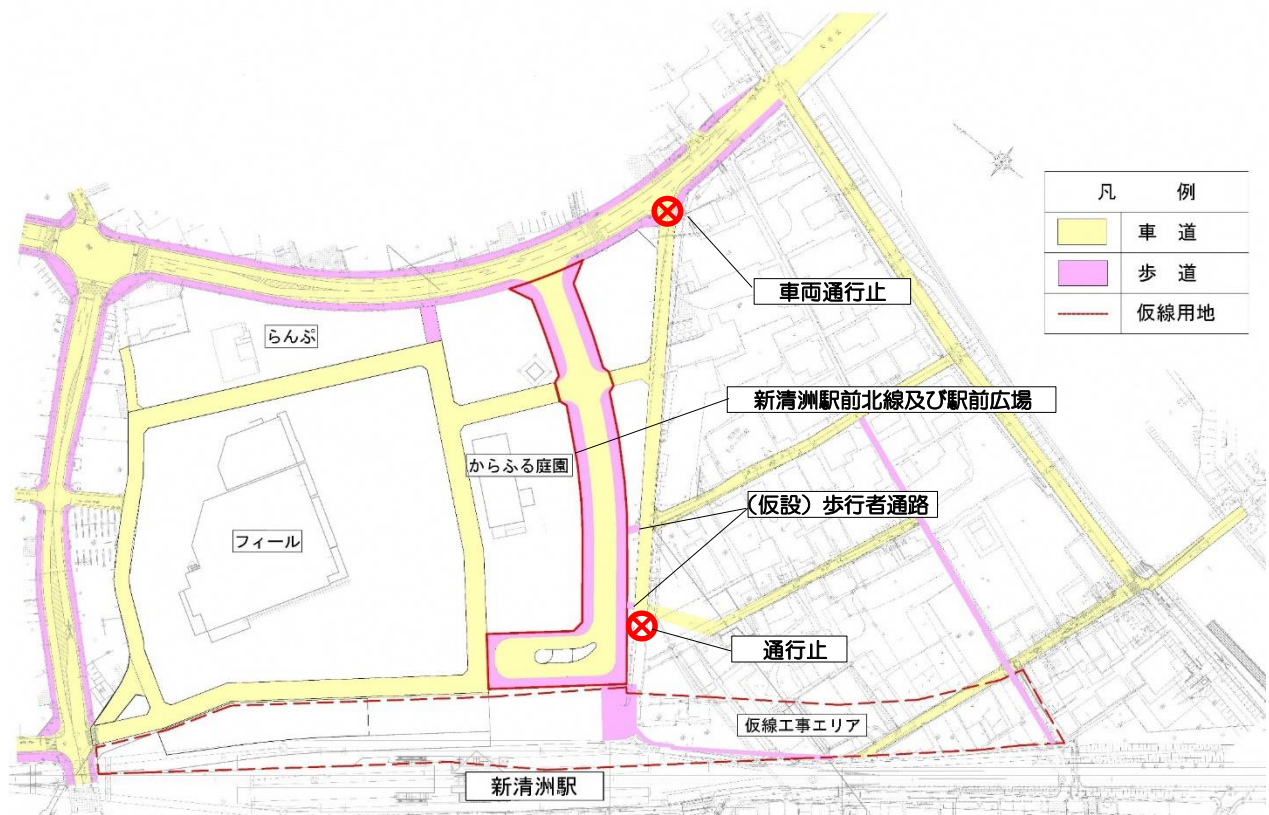 凡 例
車 道
歩 道
仮線用地
車両通行止
らんぷ
新清洲駅前北線及び駅前広場
からふる庭園
(仮設)歩行者通路
フィール
通行止
仮線工事エリア
新清洲駅